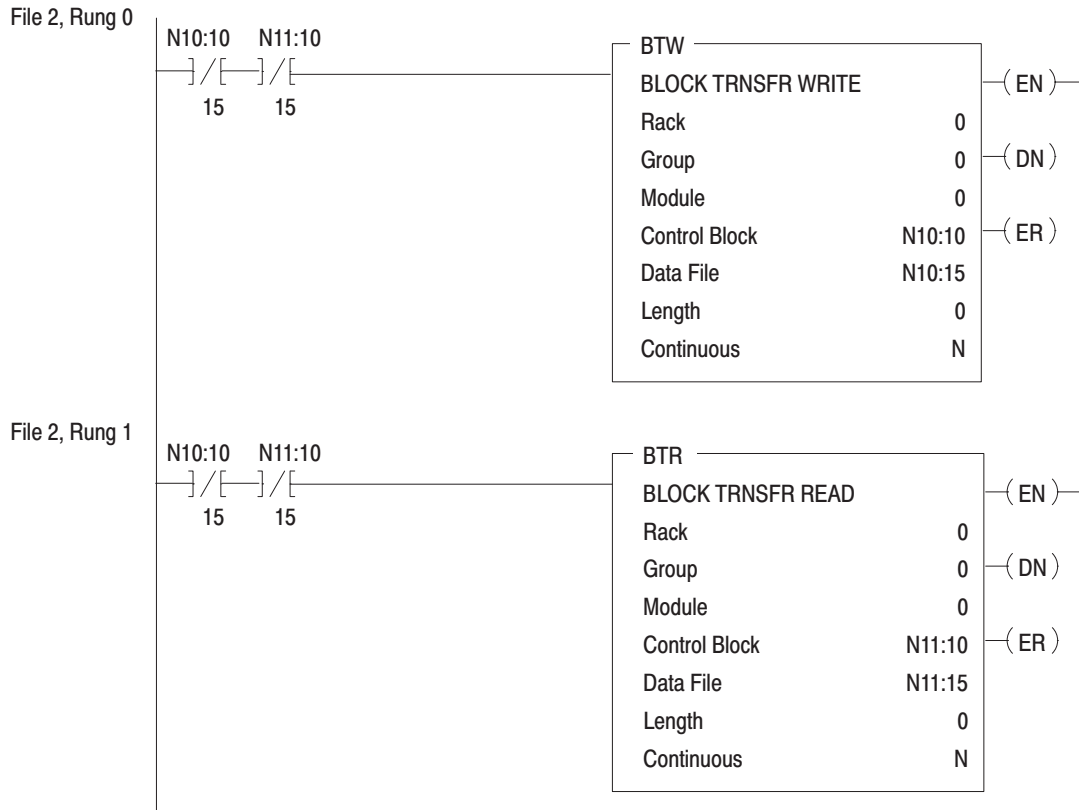 File 2, Rung 0
N10:10 N11:10
15 15
BTW
BLOCK TRNSFR WRITE
Rack 0
Group 0
Module 0
Control Block N10:10
Data File N10:15
Length 0
Continuous N
EN
DN
ER
File 2, Rung 1
N10:10 N11:10
15 15
BTR
BLOCK TRNSFR READ
Rack 0
Group 0
Module 0
Control Block N11:10
Data File N11:15
Length 0
Continuous N
EN
DN
ER